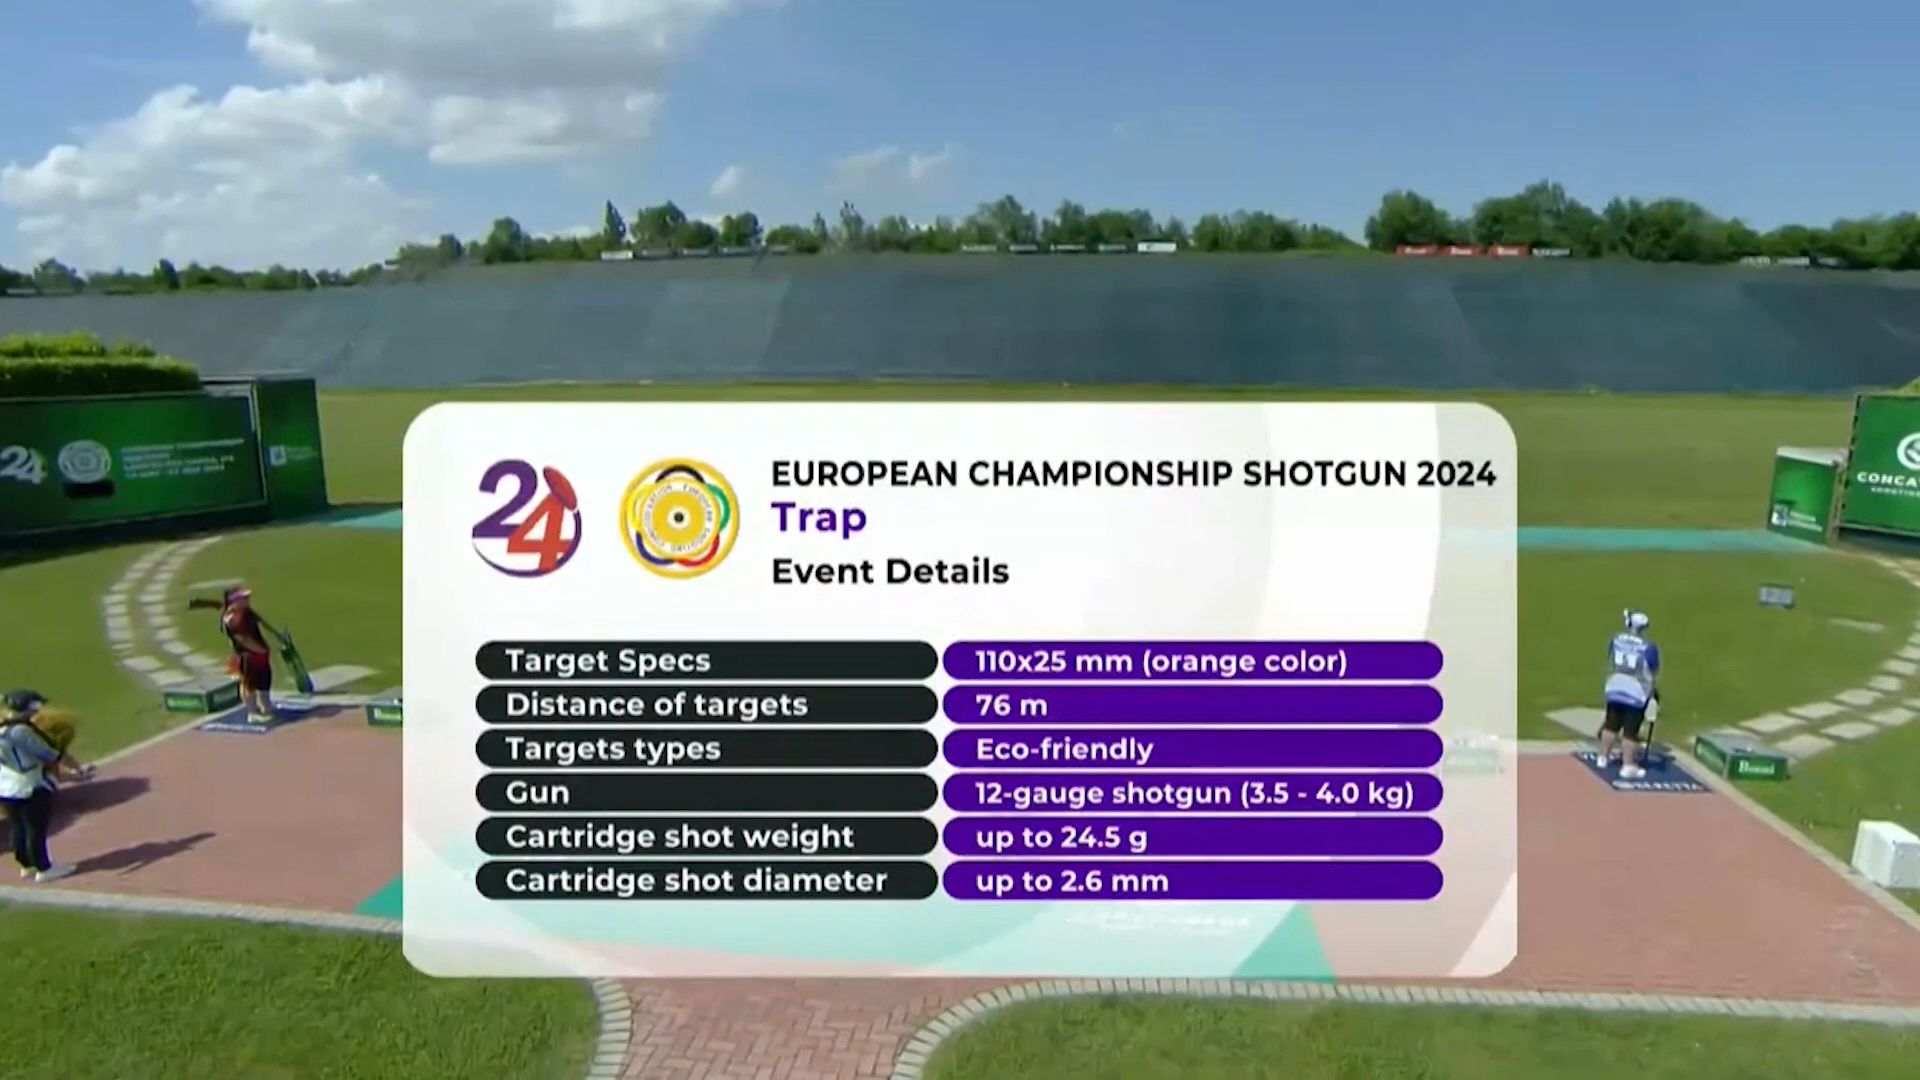 EUROPEAN CHAMPIONSHIP SHOTGUN 2024
24
Trap
Event Details
Target Specs 110x25 mm (orange color)
Distance of targets 76 m
Targets types Eco-friendly
Gun 12-gauge shotgun (3.5 - 4.0 kg)
Cartridge shot weight up to 24.5 g
Cartridge shot diameter up to 2.6 mm
24
CONCA